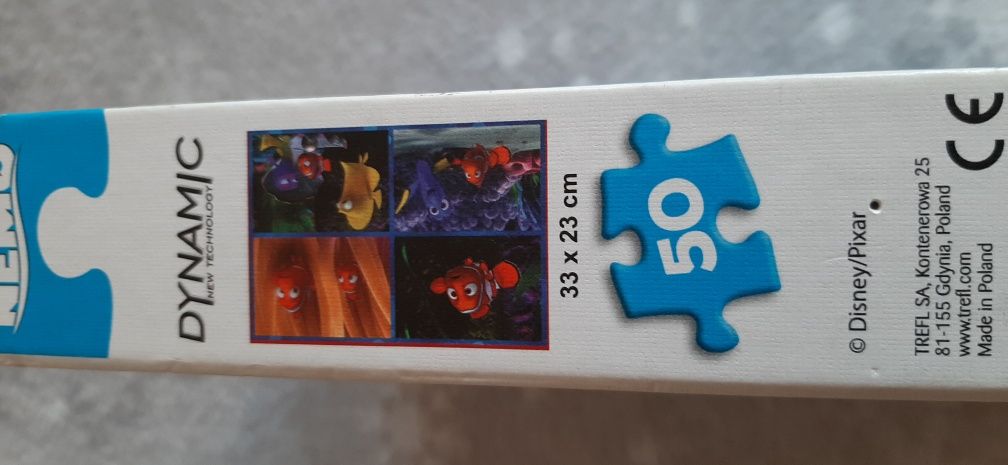 NEMO
DYNAMIC
NEW TECHNOLOGY
33 x 23 cm
50
© Disney/Pixar
TREFL SA, Kontenerowa 25
81-155 Gdynia, Poland
www.trefl.com
Made in Poland
CE